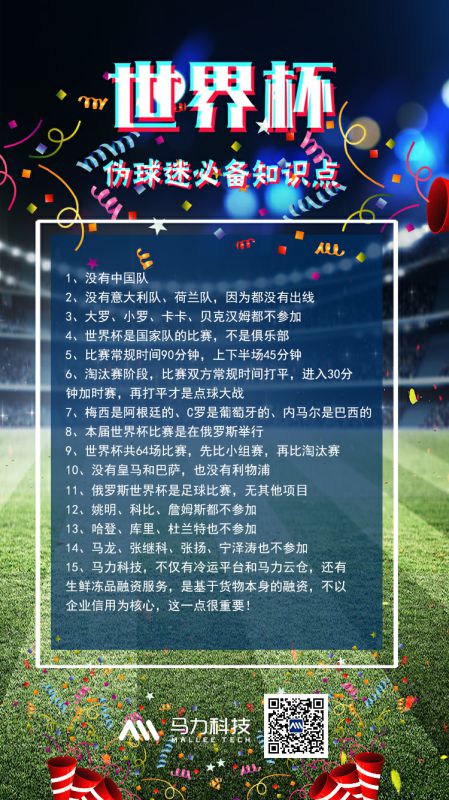 世界杯
伪球迷必备知识点
1、没有中国队
2、没有意大利队、荷兰队，因为都没有出线
3、大罗、小罗、卡卡、贝克汉姆都不参加
4、世界杯是国家队的比赛，不是俱乐部
5、比赛常规时间90分钟，上下半场45分钟
6、淘汰赛阶段，比赛双方常规时间打平，进入30分
钟加时赛，再打平才是点球大战
7、梅西是阿根廷的、C罗是葡萄牙的、内马尔是巴西的
8、本届世界杯比赛是在俄罗斯举行
9、世界杯共64场比赛，先比小组赛，再比淘汰赛
10、没有皇马和巴萨，也没有利物浦
11、俄罗斯世界杯是足球比赛，无其他项目
12、姚明、科比、詹姆斯都不参加
13、哈登、库里、杜兰特也不参加
14、马龙、张继科、张扬、宁泽涛也不参加
15、马力科技，不仅有冷运平台和马力云仓，还有
生鲜冻品融资服务，是基于货物本身的融资，不以
企业信用为核心，这一点很重要！
马力科技
MALLEE TECH